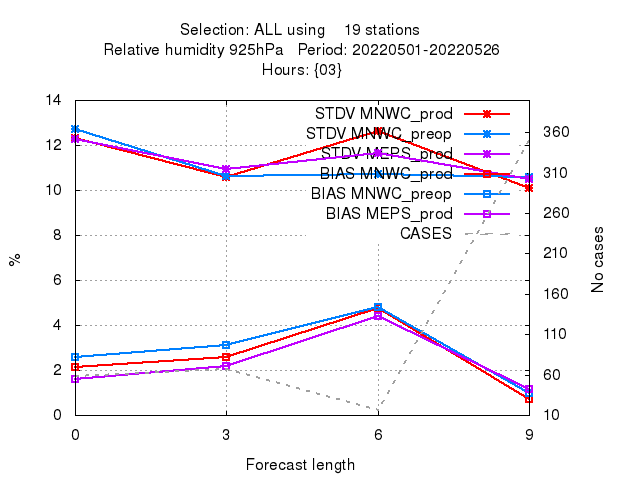 Selection: ALL using 19 stations
Relative humidity 925hPa Period: 20220501-20220526
Hours: {03}
14
12
10
8
6
4
2
0
%
STDV MNWC_prod
STDV MNWC_preop
STDV MEPS_prod
BIAS MNWC_prod
BIAS MNWC_preop
BIAS MEPS_prod
CASES
360
310
260
210
160
110
60
10
No cases
0 3 6 9
Forecast length